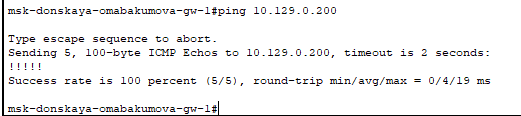 msk-donskaya-omabakumova-gw-1#ping 10.129.0.200
Type escape sequence to abort.
Sending 5, 100-byte ICMP Echos to 10.129.0.200, timeout is 2 seconds:
!!!!!
Success rate is 100 percent (5/5), round-trip min/avg/max = 0/4/19 ms
msk-donskaya-omabakumova-gw-1#